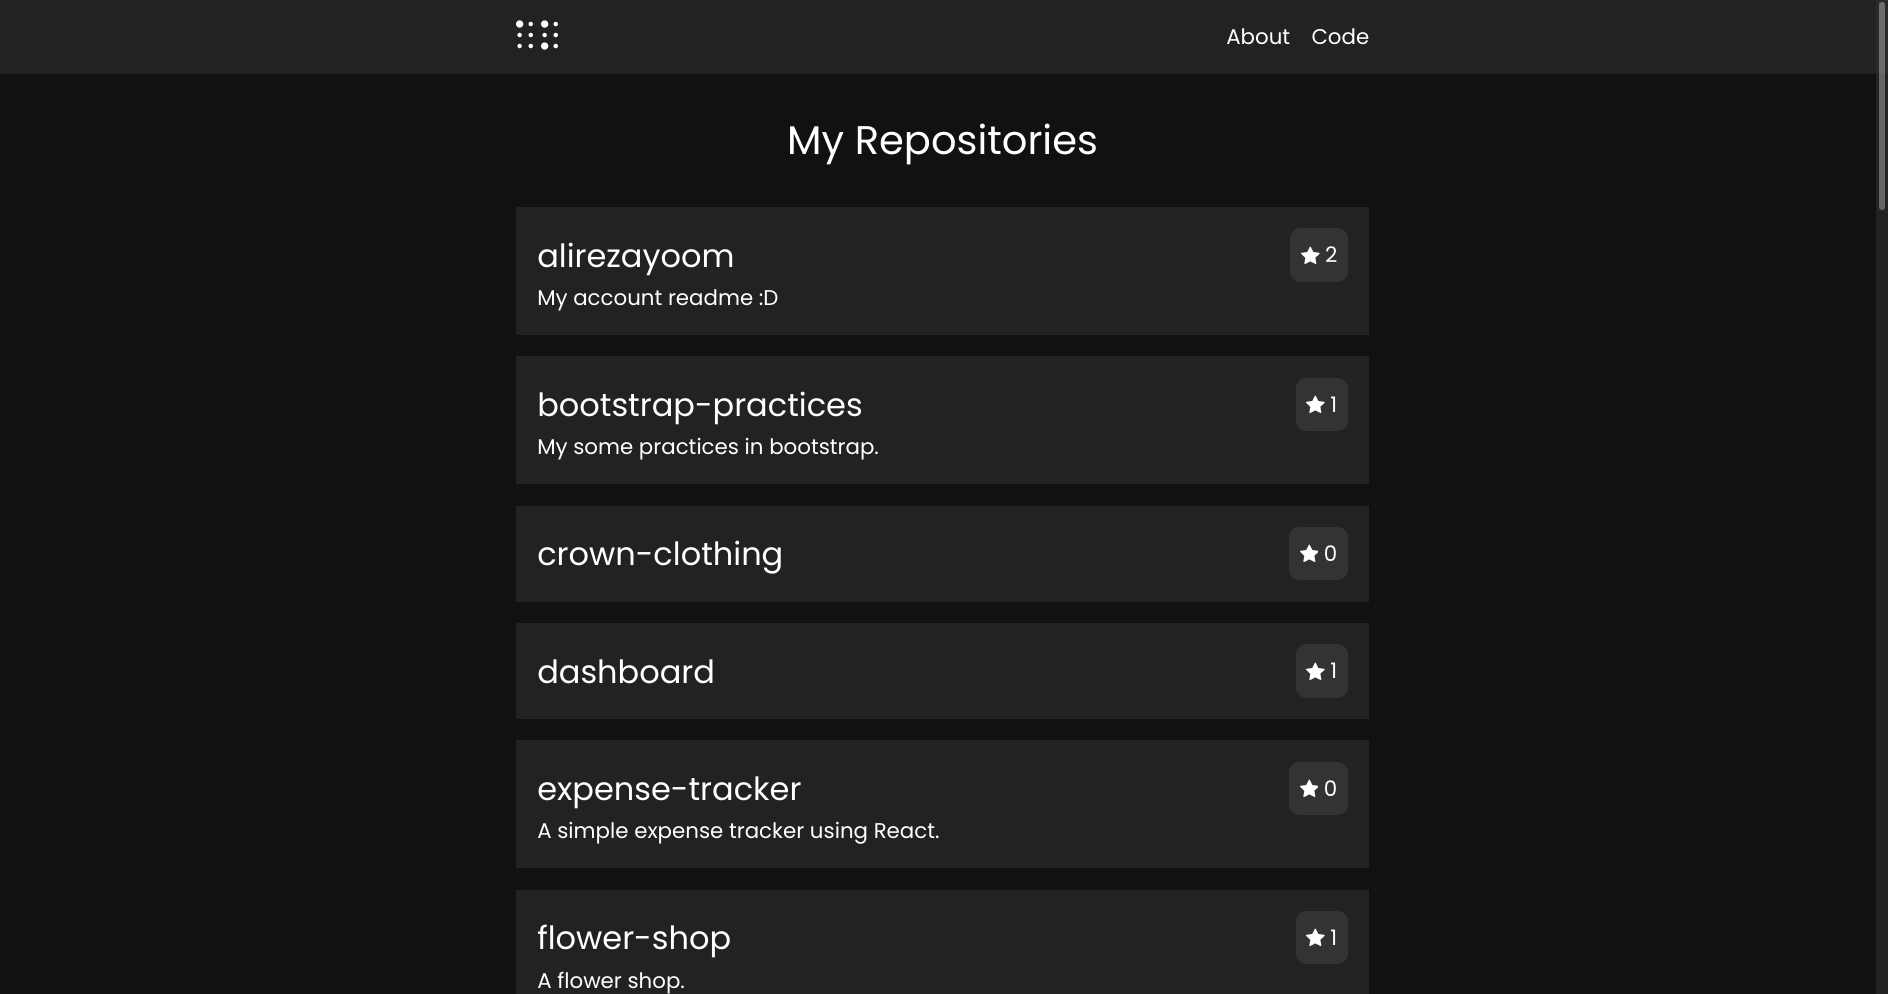 About Code
My Repositories
alirezayoom
2
My account readme :D
bootstrap-practices
1
My some practices in bootstrap.
crown-clothing
0
dashboard
1
expense-tracker
0
A simple expense tracker using React.
flower-shop
1
A flower shop.